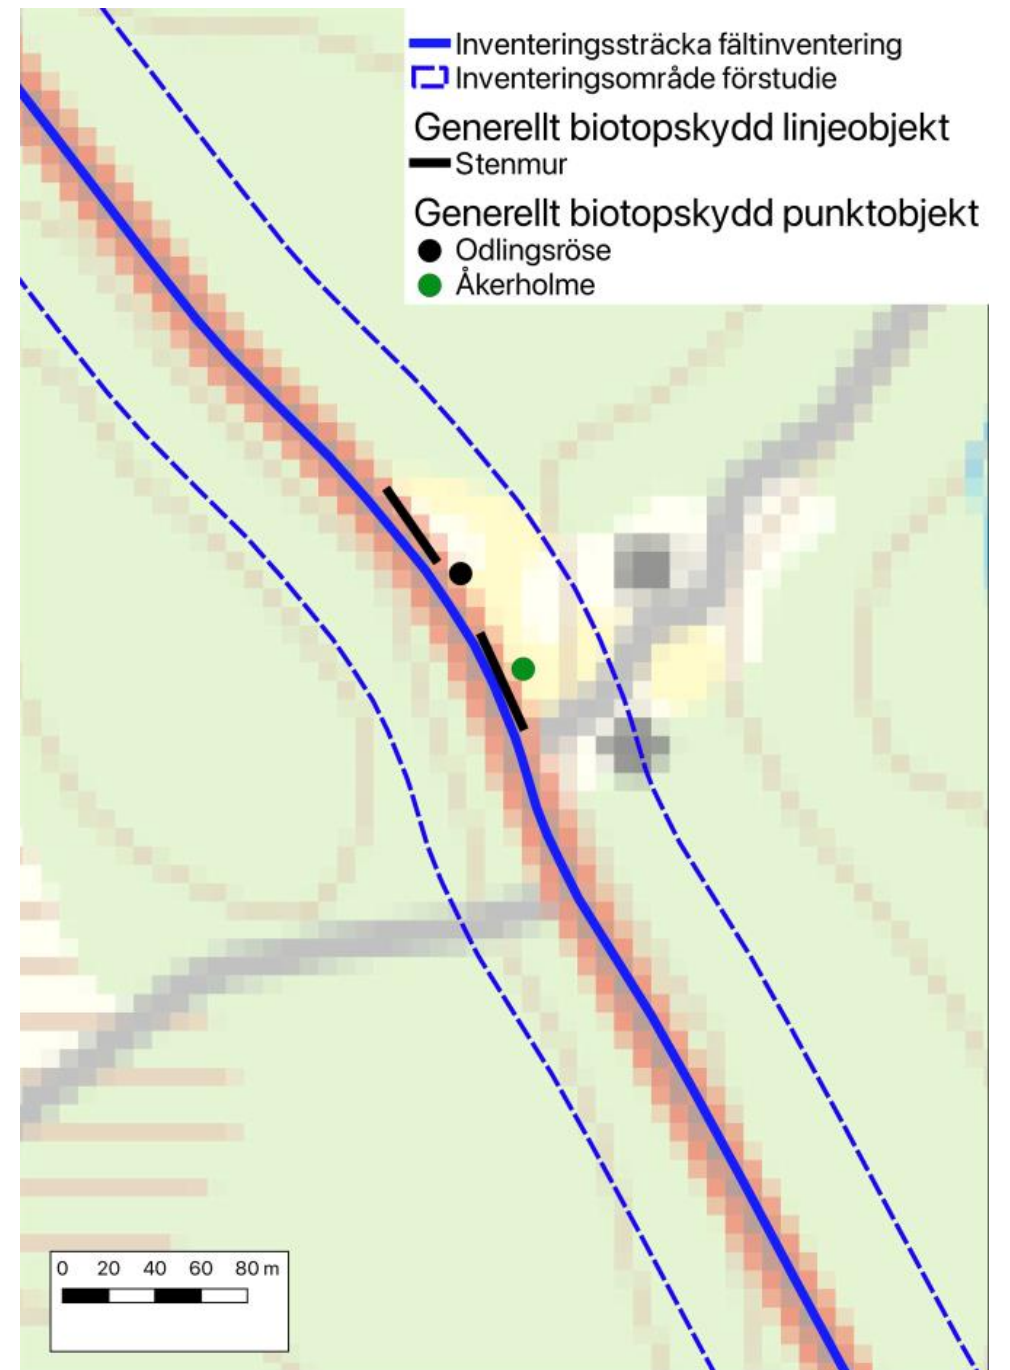 Inventeringssträcka fältinventering
Inventeringsområde förstudie
Generellt biotopskydd linjeobjekt
Stenmur
Generellt biotopskydd punktobjekt
Odlingsröse
Åkerholme
0 20 40 60 80 m